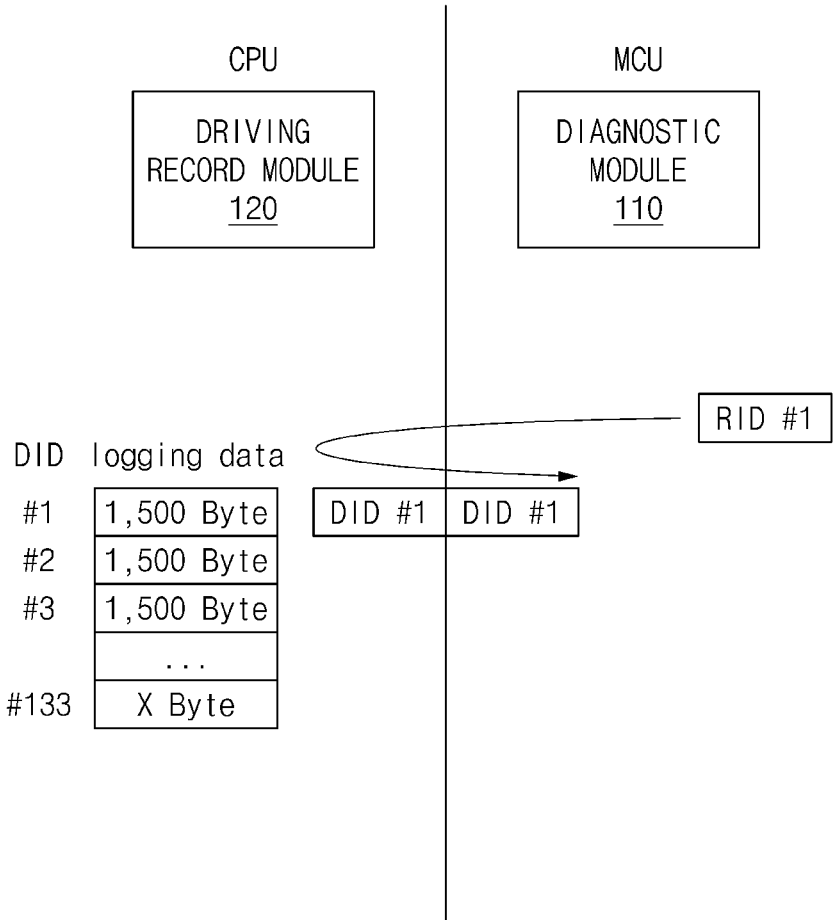 CPU
MCU
DRIVING
RECORD MODULE
120
DIAGNOSTIC
MODULE
110
RID #1
DID logging data
#1 1,500 Byte DID #1 DID #1
#2 1,500 Byte
#3 1,500 Byte
...
#133 X Byte